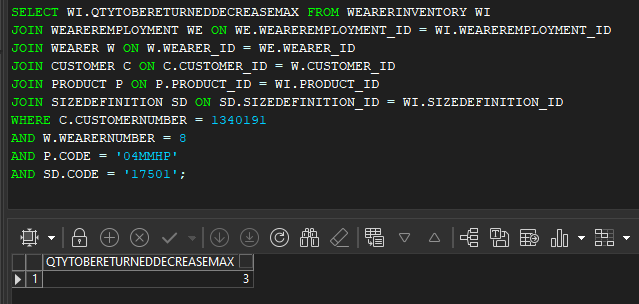 SELECT WI.QTYTOBERETURNEDDECREASEMAX FROM WEARERINVENTORY WI
JOIN WEAREREMPLOYMENT WE ON WE.WEAREREMPLOYMENT_ID = WI.WEAREREMPLOYMENT_ID
JOIN WEARER W ON W.WEARER_ID = WE.WEARER_ID
JOIN CUSTOMER C ON C.CUSTOMER_ID = W.CUSTOMER_ID
JOIN PRODUCT P ON P.PRODUCT_ID = WI.PRODUCT_ID
JOIN SIZEDEFINITION SD ON SD.SIZEDEFINITION_ID = WI.SIZEDEFINITION_ID
WHERE C.CUSTOMERNUMBER = 1340191
AND W.WEARERNUMBER = 8
AND P.CODE = '04MMHP'
AND SD.CODE = '17501';
QTYTOBERETURNEDDECREASEMAX
1 3